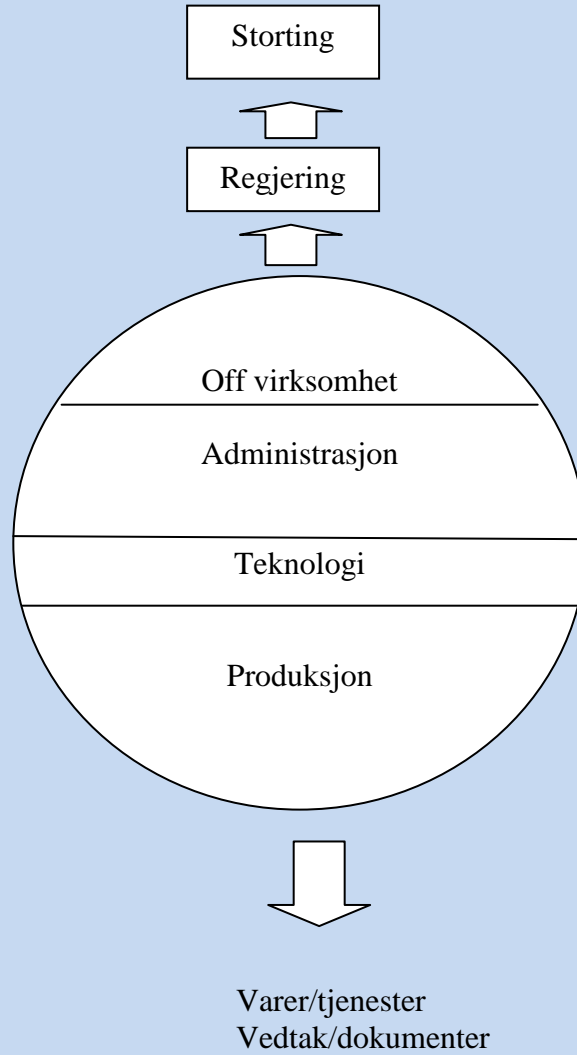 Storting
Regjering
Off virksomhet
Administrasjon
Teknologi
Produksjon
Varer/tjenester
Vedtak/dokumenter